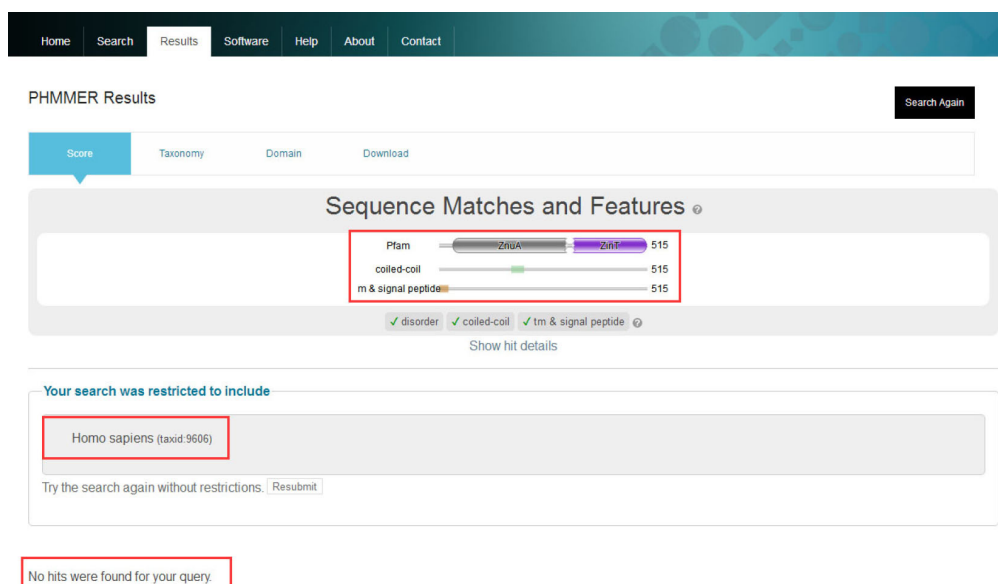 Home Search Results Software Help About Contact
PHMMER Results
Search Again
Score Taxonomy Domain Download
Sequence Matches and Features ?
Pfam ZnuA ZinT 515
coiled-coil 515
m & signal peptide 515
✓ disorder ✓ coiled-coil ✓ tm & signal peptide ?
Show hit details
Your search was restricted to include
Homo sapiens (taxid:9606)
Try the search again without restrictions. Resubmit
No hits were found for your query.